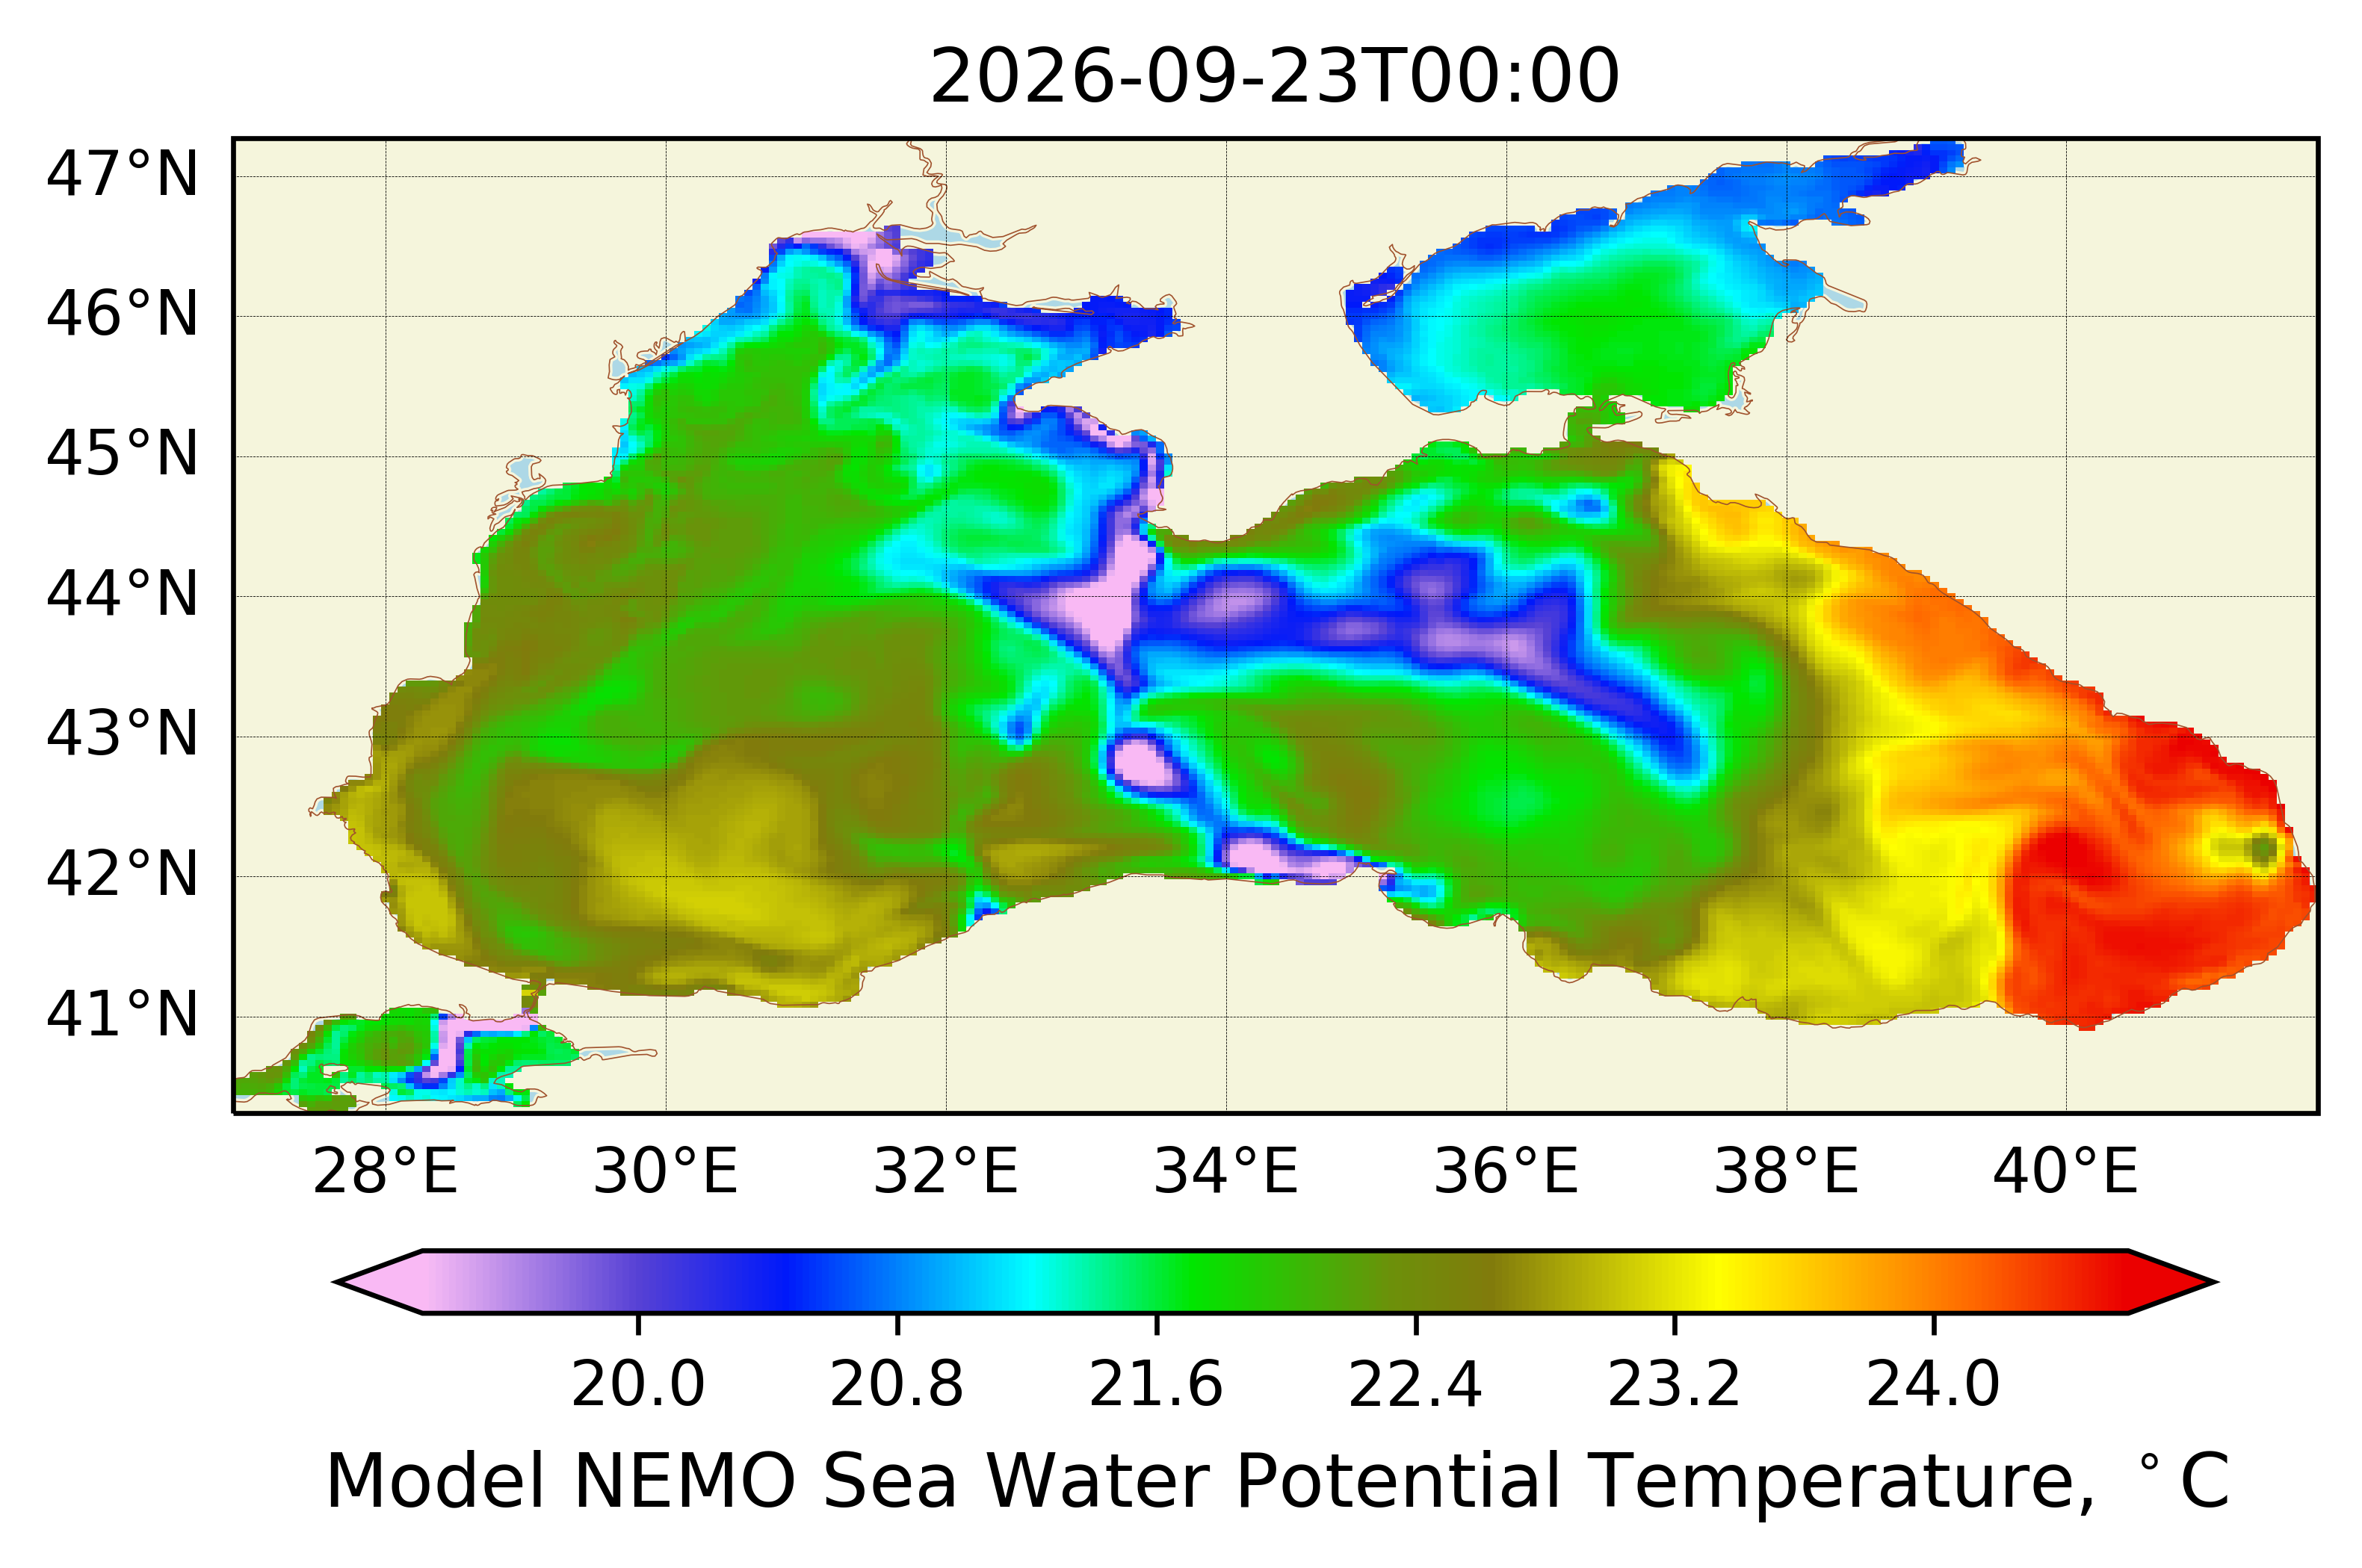 2026-09-23T00:00
47°N
46°N
45°N
44°N
43°N
42°N
41°N
28°E 30°E 32°E 34°E 36°E 38°E 40°E
20.0 20.8 21.6 22.4 23.2 24.0
Model NEMO Sea Water Potential Temperature, °C